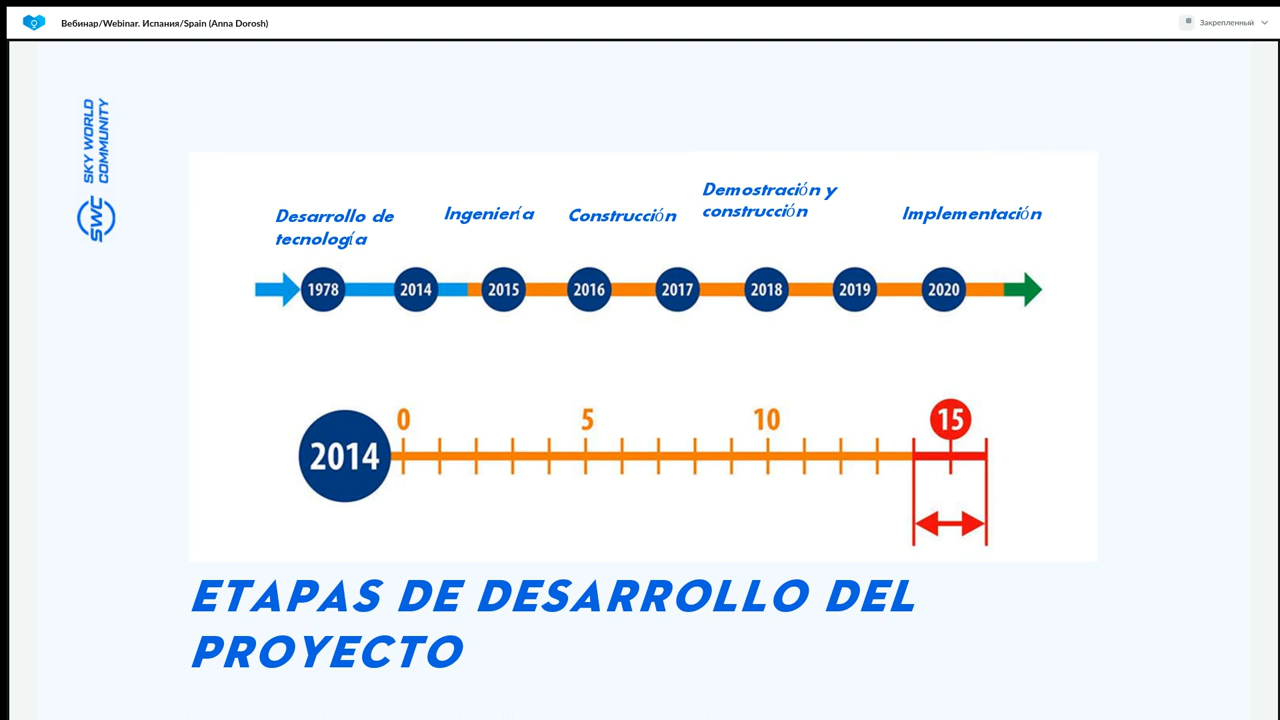 Вебинар/Webinar. Испания/Spain (Anna Dorosh)
Закрепленный
SKY WORLD
COMMUNITY
SWC
Desarrollo de
tecnología
Ingeniería
Construcción
Demostración y
construcción
Implementación
1978 2014 2015 2016 2017 2018 2019 2020
0 5 10 15
2014
ETAPAS DE DESARROLLO DEL
PROYECTO